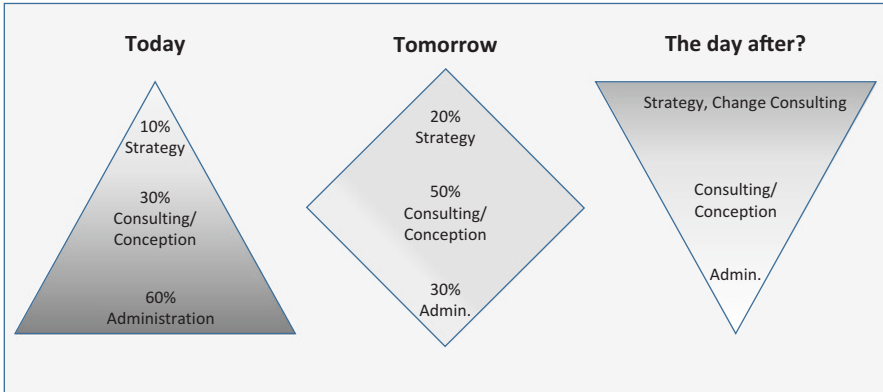 Today
10%
Strategy
30%
Consulting/
Conception
60%
Administration
Tomorrow
20%
Strategy
50%
Consulting/
Conception
30%
Admin.
The day after?
Strategy, Change Consulting
Consulting/
Conception
Admin.